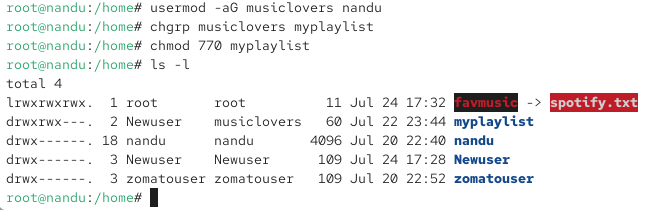 root@nandu:/home# usermod -aG musiclovers nandu
root@nandu:/home# chgrp musiclovers myplaylist
root@nandu:/home# chmod 770 myplaylist
root@nandu:/home# ls -l
total 4
lrwxrwxrwx.  1 root       root         11 Jul 24 17:32 favmusic -> spotify.txt
drwxrwx---.  2 Newuser    musiclovers   60 Jul 22 23:44 myplaylist
drwx------. 18 nandu      nandu       4096 Jul 20 22:40 nandu
drwx------.  3 Newuser    Newuser      109 Jul 24 17:28 Newuser
drwx------.  3 zomatouser zomatouser   109 Jul 20 22:52 zomatouser
root@nandu:/home#